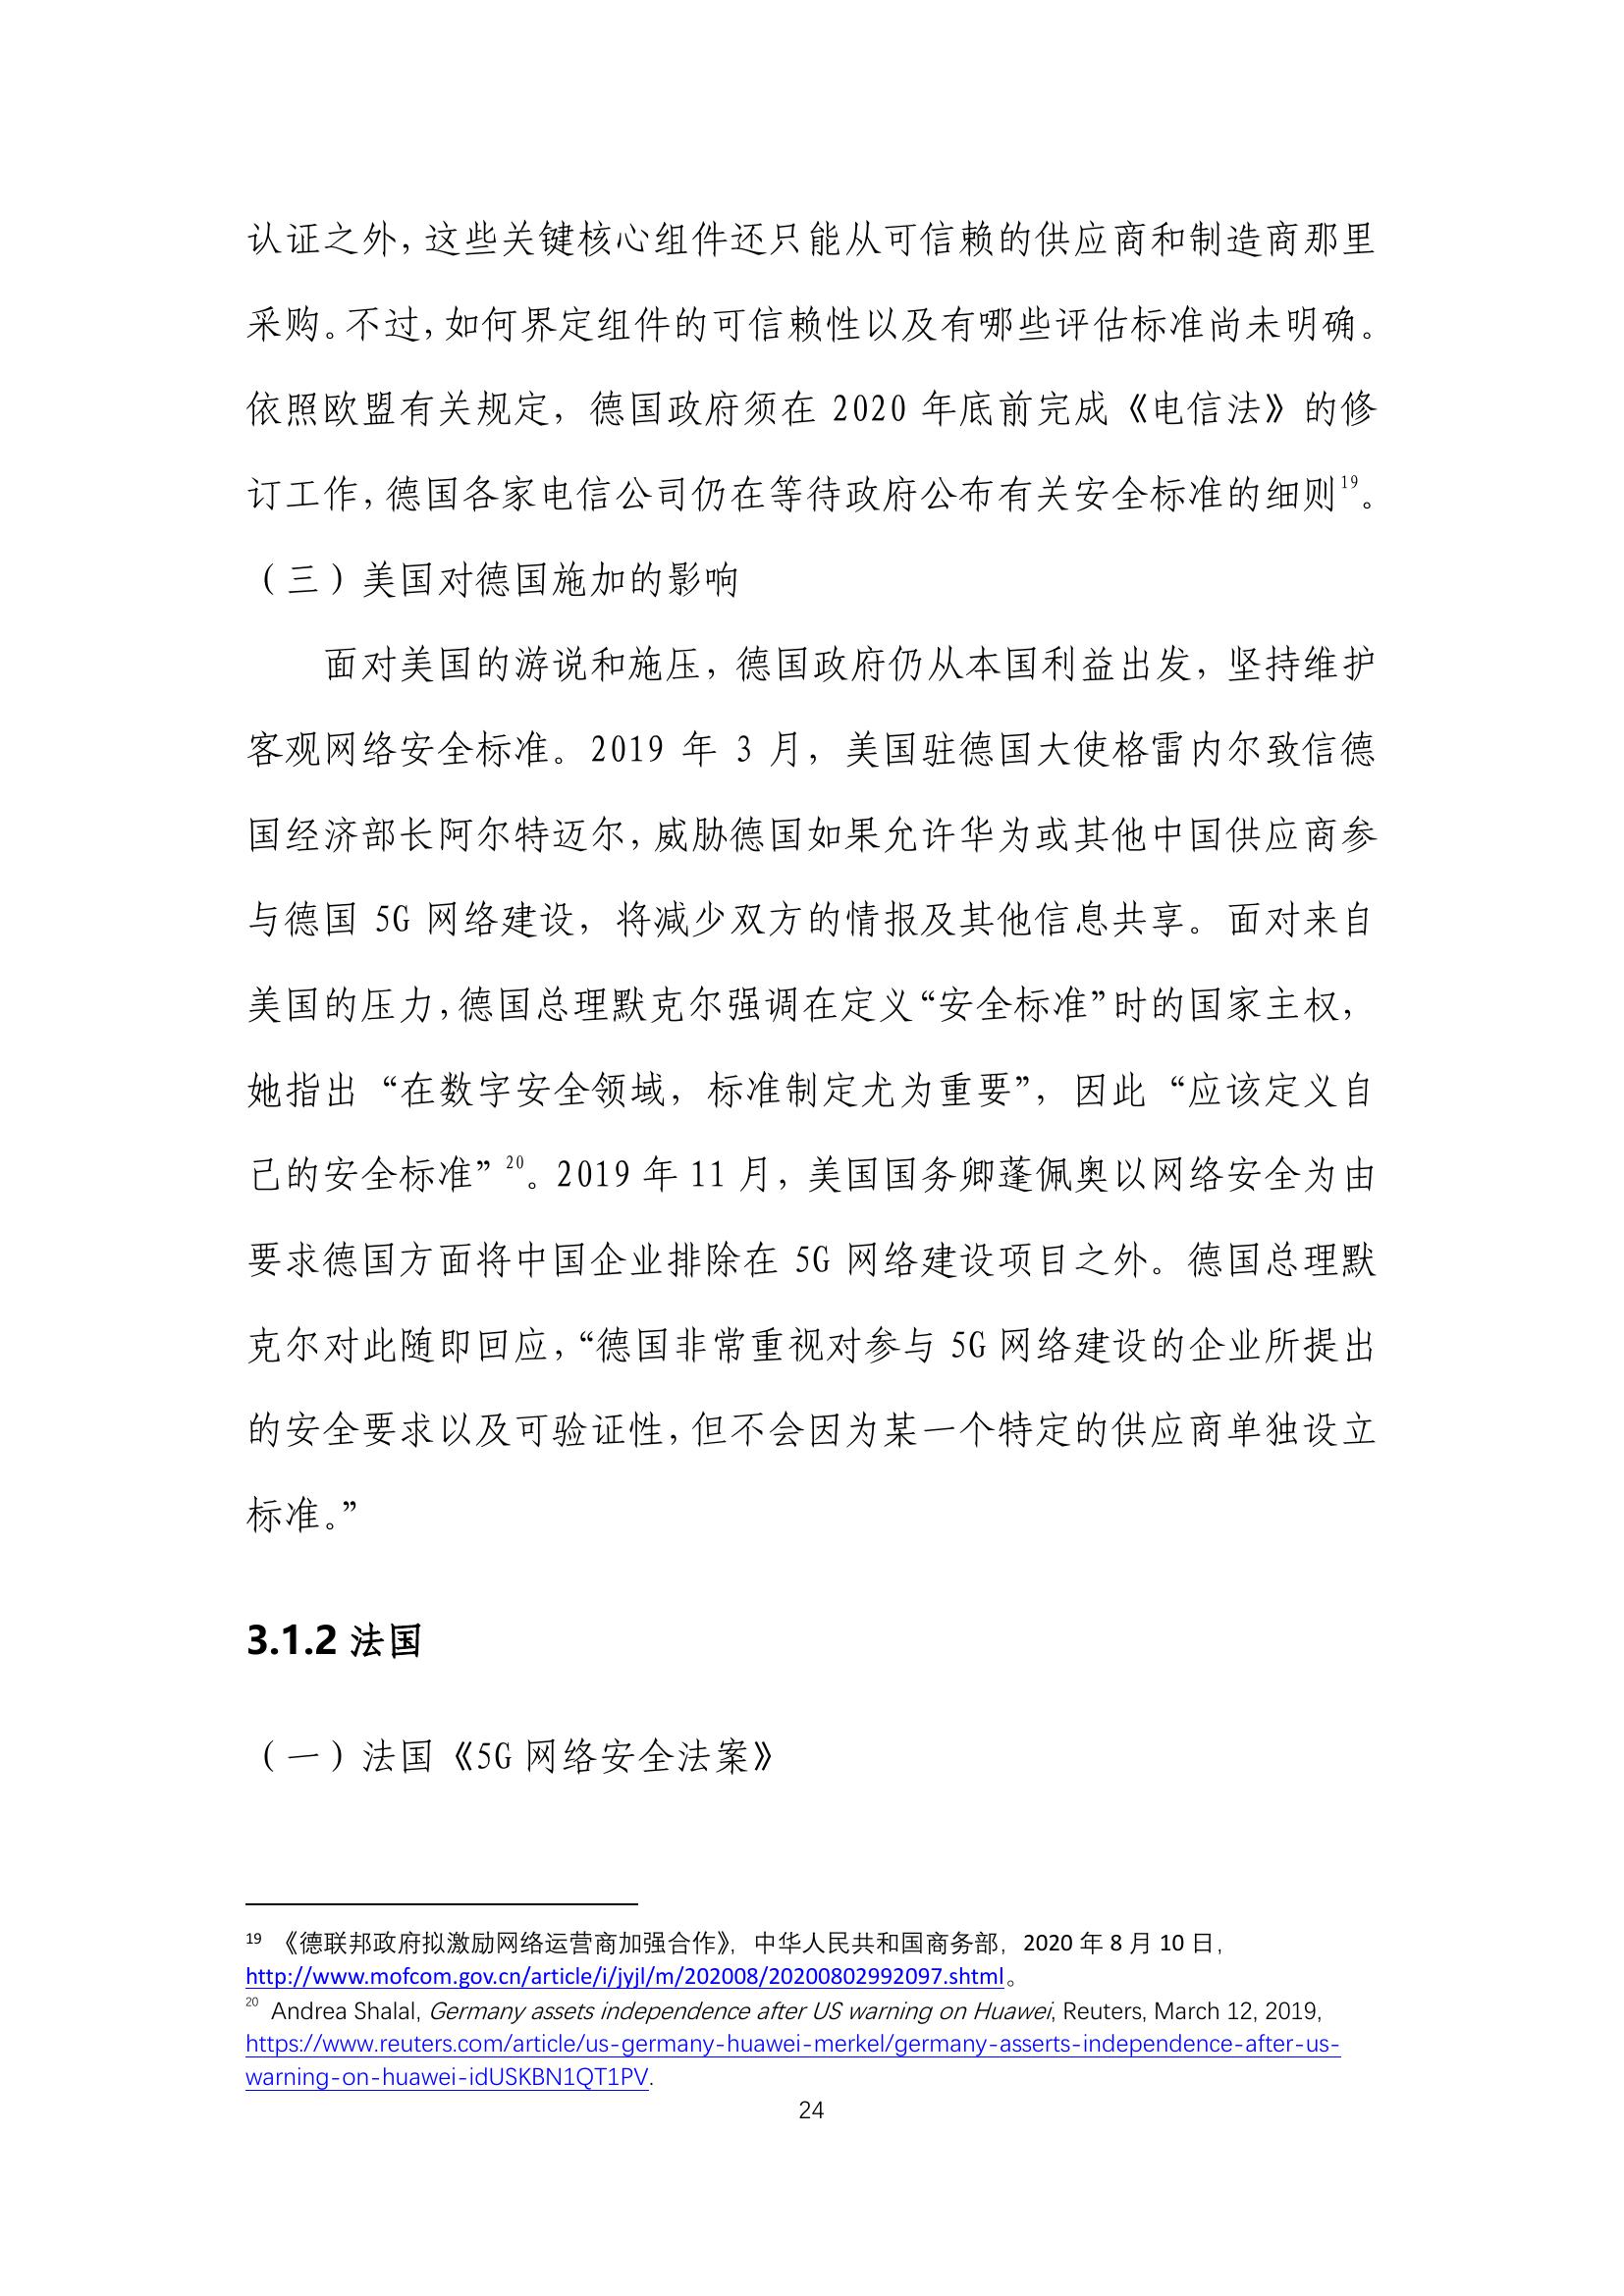 认证之外，这些关键核心组件还只能从可信赖的供应商和制造商那里
采购。不过，如何界定组件的可信赖性以及有哪些评估标准尚未明确。
依照欧盟有关规定，德国政府须在 2020 年底前完成《电信法》的修
订工作，德国各家电信公司仍在等待政府公布有关安全标准的细则19。
（三）美国对德国施加的影响
面对美国的游说和施压，德国政府仍从本国利益出发，坚持维护
客观网络安全标准。2019 年 3 月，美国驻德国大使格雷内尔致信德
国经济部长阿尔特迈尔，威胁德国如果允许华为或其他中国供应商参
与德国 5G 网络建设，将减少双方的情报及其他信息共享。面对来自
美国的压力，德国总理默克尔强调在定义“安全标准”时的国家主权，
她指出“在数字安全领域，标准制定尤为重要”，因此“应该定义自
己的安全标准”20。2019 年 11 月，美国国务卿蓬佩奥以网络安全为由
要求德国方面将中国企业排除在 5G 网络建设项目之外。德国总理默
克尔对此随即回应，“德国非常重视对参与 5G 网络建设的企业所提出
的安全要求以及可验证性，但不会因为某一个特定的供应商单独设立
标准。”
3.1.2 法国
（一）法国《5G 网络安全法案》
19 《德联邦政府拟激励网络运营商加强合作》，中华人民共和国商务部，2020 年 8 月 10 日，
http://www.mofcom.gov.cn/article/i/jyjl/m/202008/20200802992097.shtml。
20 Andrea Shalal, Germany assets independence after US warning on Huawei, Reuters, March 12, 2019,
https://www.reuters.com/article/us-germany-huawei-merkel/germany-asserts-independence-after-us-
warning-on-huawei-idUSKBN1QT1PV.
24